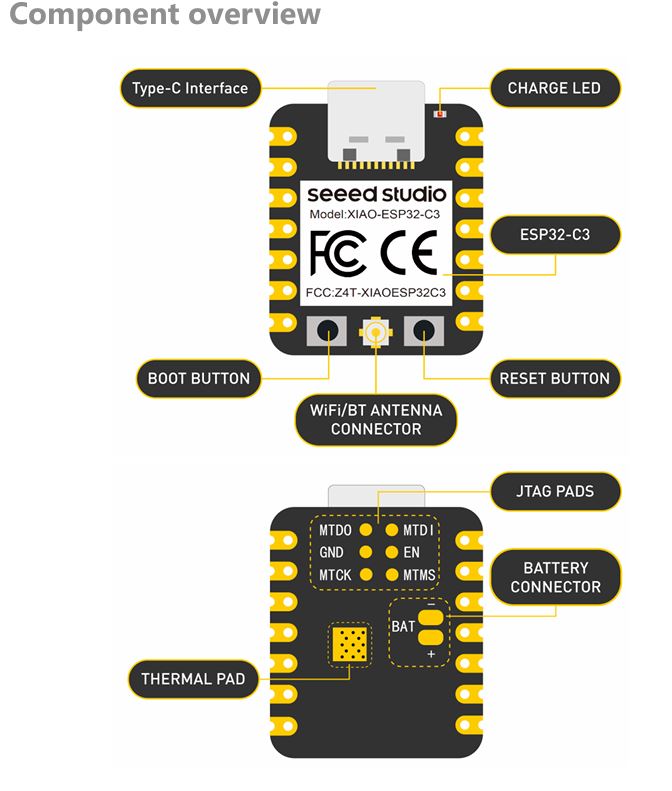 Component overview
Type-C Interface
CHARGE LED
seeed studio
Model:XIAO-ESP32-C3
FC CE
ESP32-C3
FCC:Z4T-XIAOESP32C3
BOOT BUTTON
RESET BUTTON
WiFi/BT ANTENNA
CONNECTOR
JTAG PADS
MTDO MTDI
GND EN
MTCK MTMS
BATTERY
CONNECTOR
−
BAT
+
THERMAL PAD